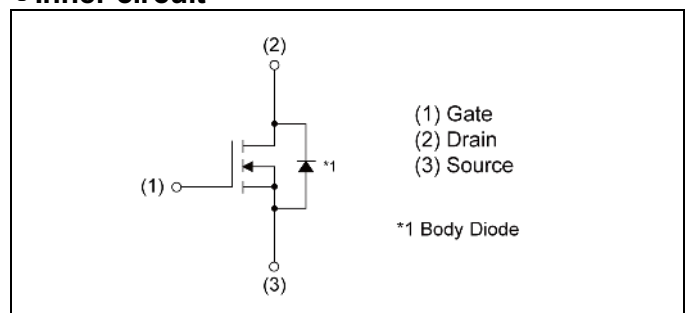 Inner circuit
(2)
(1) Gate
(2) Drain
(3) Source
*1
(1)
*1 Body Diode
(3)